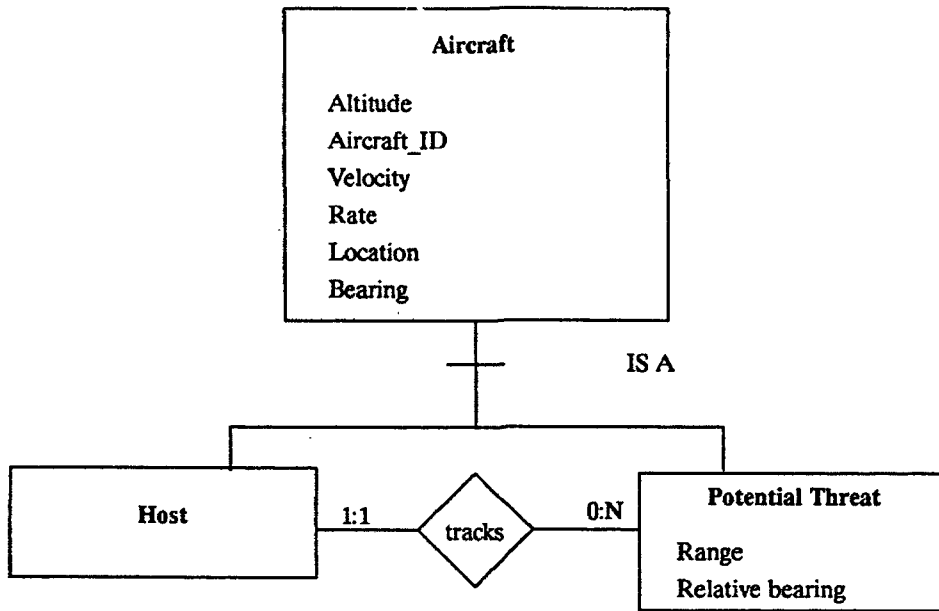 Aircraft
Altitude
Aircraft_ID
Velocity
Rate
Location
Bearing
IS A
Host
1:1
tracks
0:N
Potential Threat
Range
Relative bearing